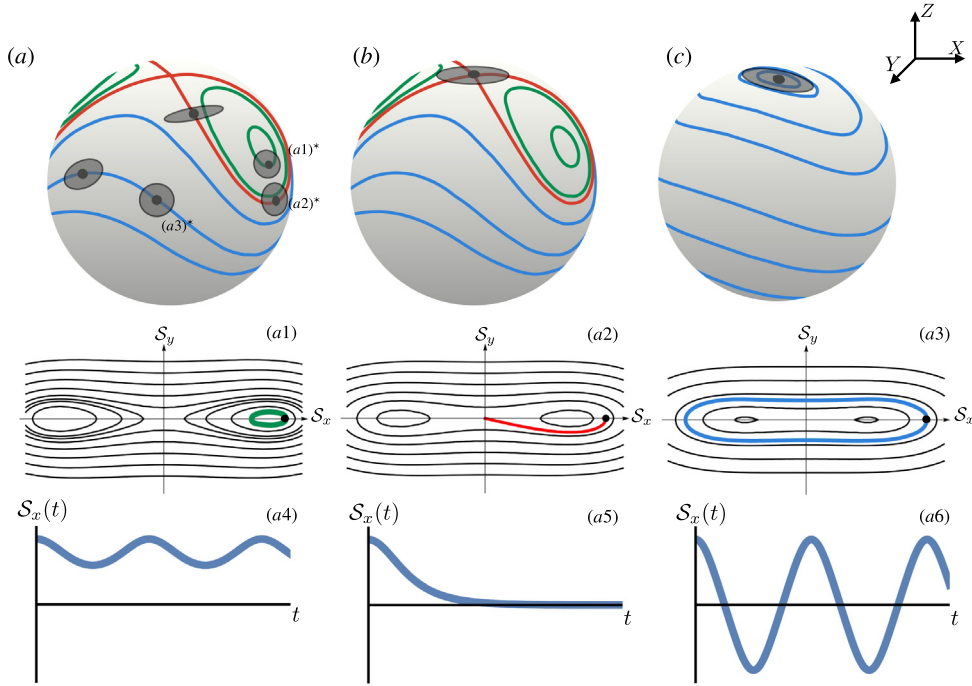 Z
X
Y
(a)
(b)
(c)
(a1)*
(a2)*
(a3)*
S_y
(a1)
S_x
S_y
(a2)
S_x
S_y
(a3)
S_x
S_x(t)
(a4)
t
S_x(t)
(a5)
t
S_x(t)
(a6)
t